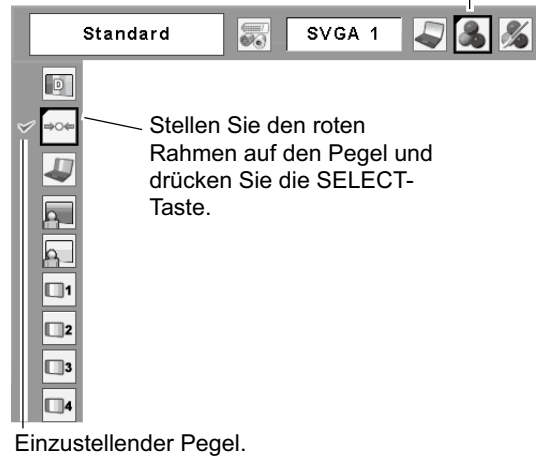 Standard
SVGA 1
D
Stellen Sie den roten
Rahmen auf den Pegel und
drücken Sie die SELECT-
Taste.
1
2
3
4
Einzustellender Pegel.